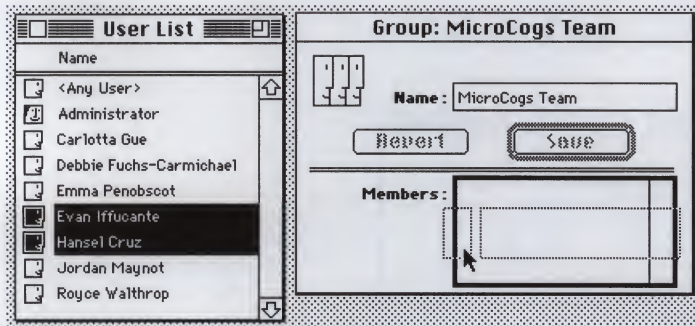 User List
Name
<Any User>
Administrator
Carlotta Gue
Debbie Fuchs-Carmichael
Emma Penobscot
Evan Iffucante
Hansel Cruz
Jordan Maynot
Royce Walthrop
Group: MicroCogs Team
Name: MicroCogs Team
Revert Save
Members: